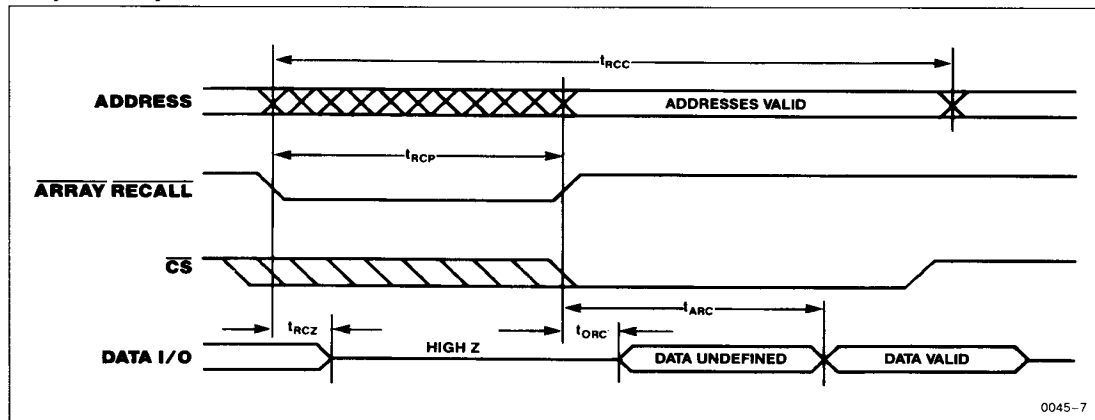 tRCC
ADDRESS
ADDRESSES VALID
tRCP
ARRAY RECALL
CS
tARC
tRCZ
tORC
DATA I/O
HIGH Z
DATA UNDEFINED
DATA VALID
0045-7